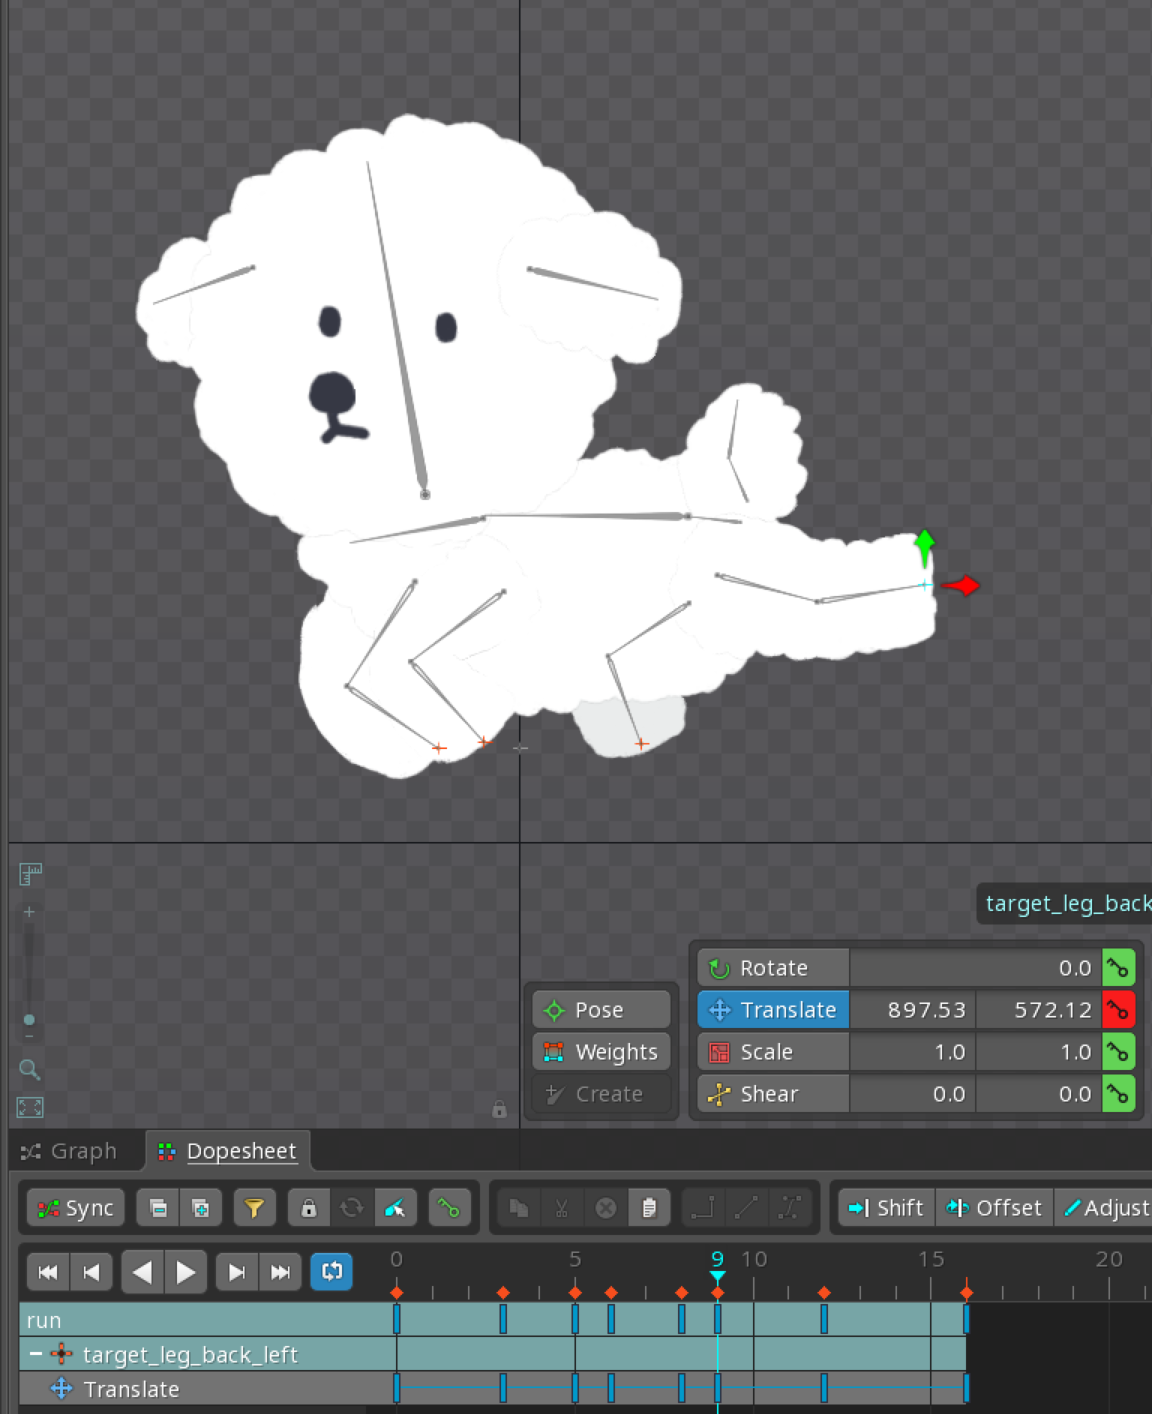 target_leg_back
Rotate 0.0
Pose Translate 897.53 572.12
Weights Scale 1.0 1.0
Create Shear 0.0 0.0
Graph Dopesheet
Sync Shift Offset Adjust
0 5 9 10 15 20
run
target_leg_back_left
Translate